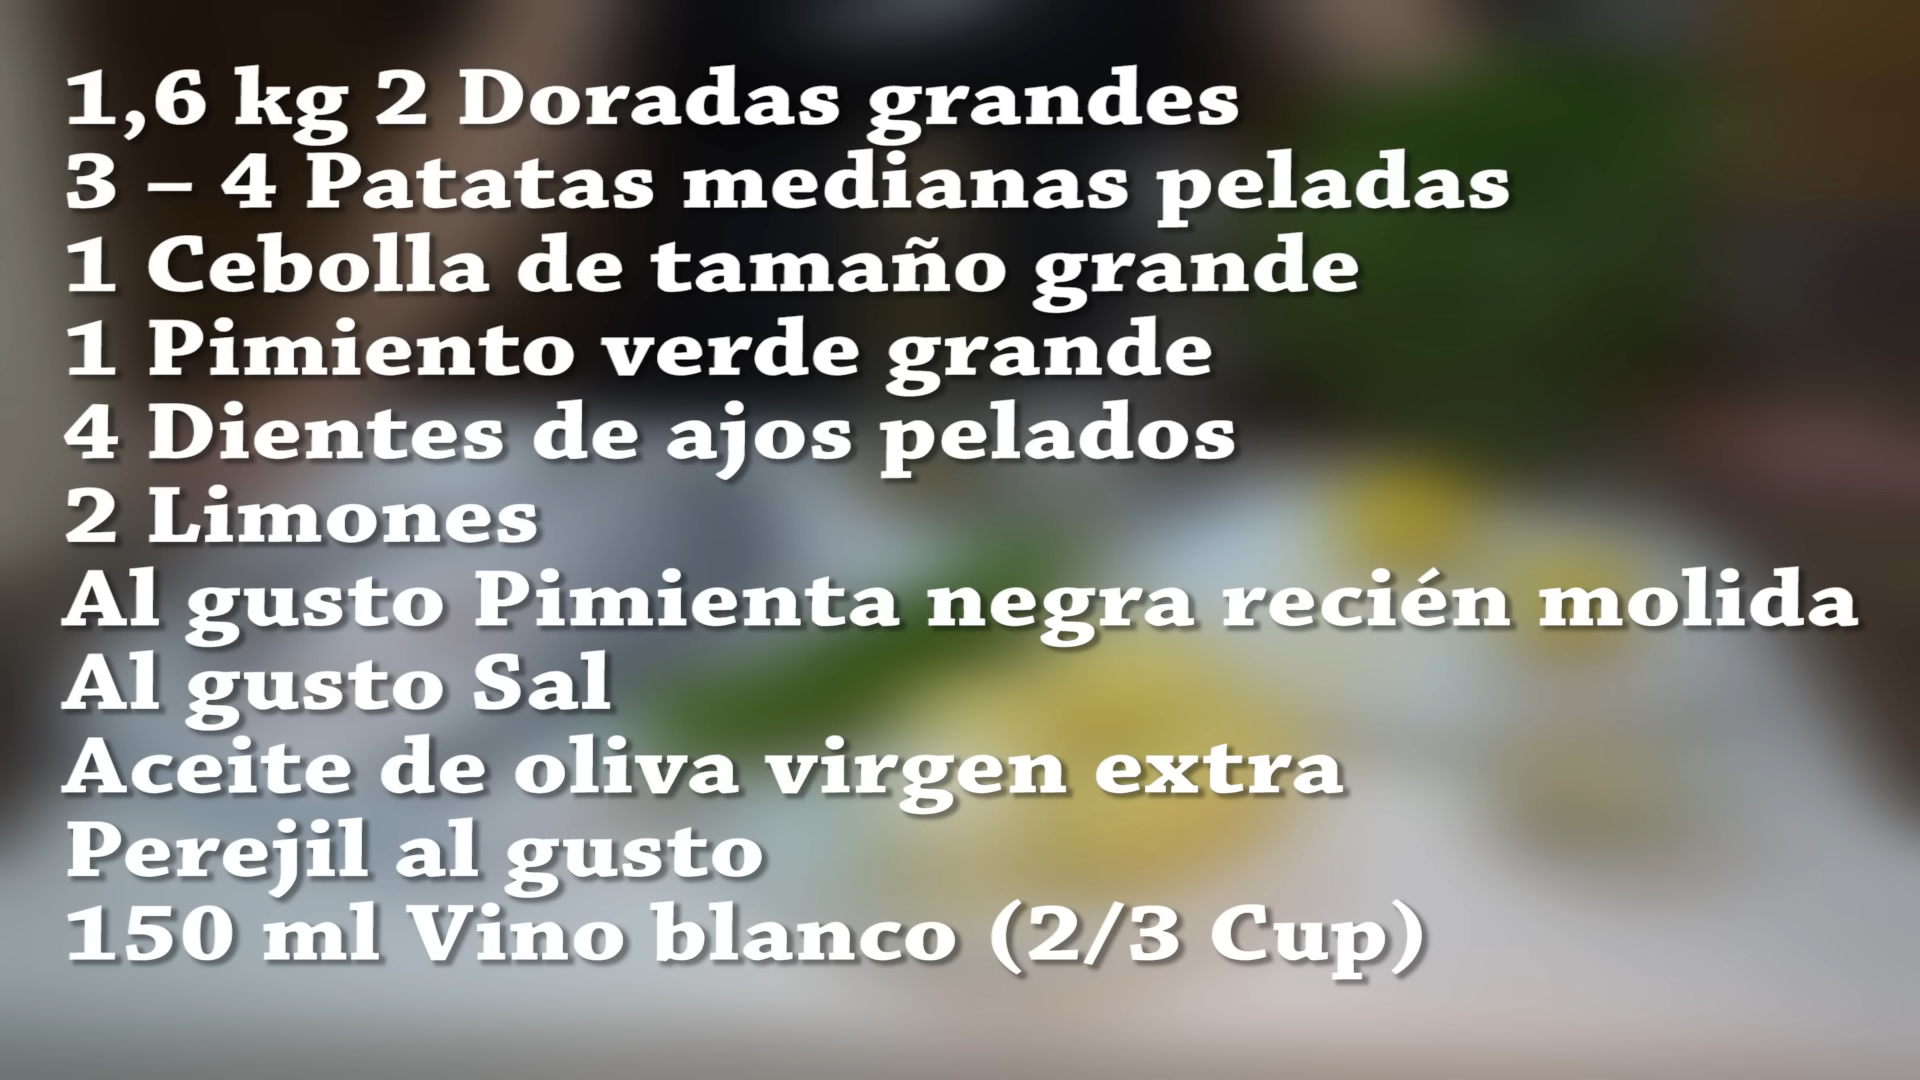 1,6 kg 2 Doradas grandes
3 – 4 Patatas medianas peladas
1 Cebolla de tamaño grande
1 Pimiento verde grande
4 Dientes de ajos pelados
2 Limones
Al gusto Pimienta negra recién molida
Al gusto Sal
Aceite de oliva virgen extra
Perejil al gusto
150 ml Vino blanco (2/3 Cup)